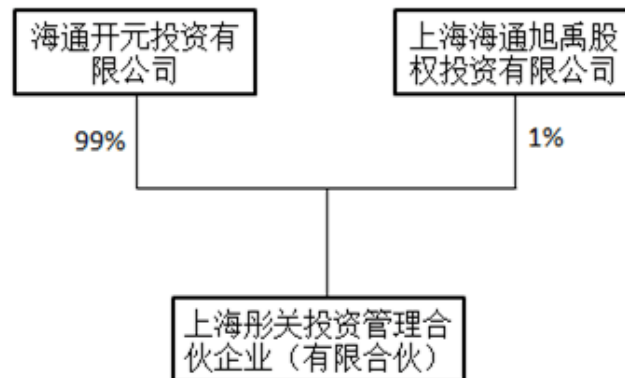 海通开元投资有
限公司
上海海通旭禹股
权投资有限公司
99%
1%
上海彤关投资管理合
伙企业（有限合伙）